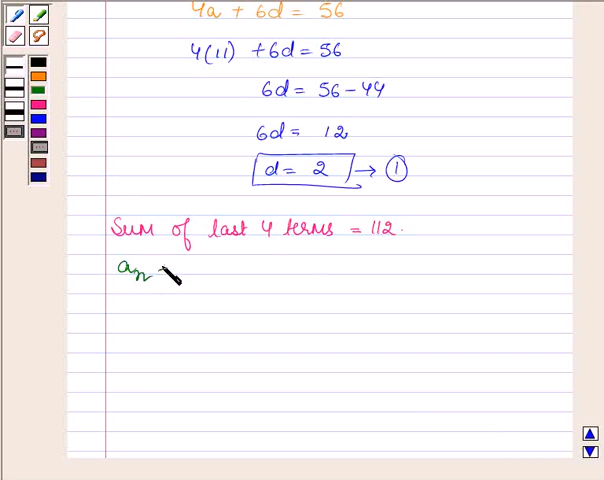 4a + 6d = 56
4(11) + 6d = 56
6d = 56 - 44
6d = 12
d = 2 → ①
Sum of last 4 terms = 112.
an